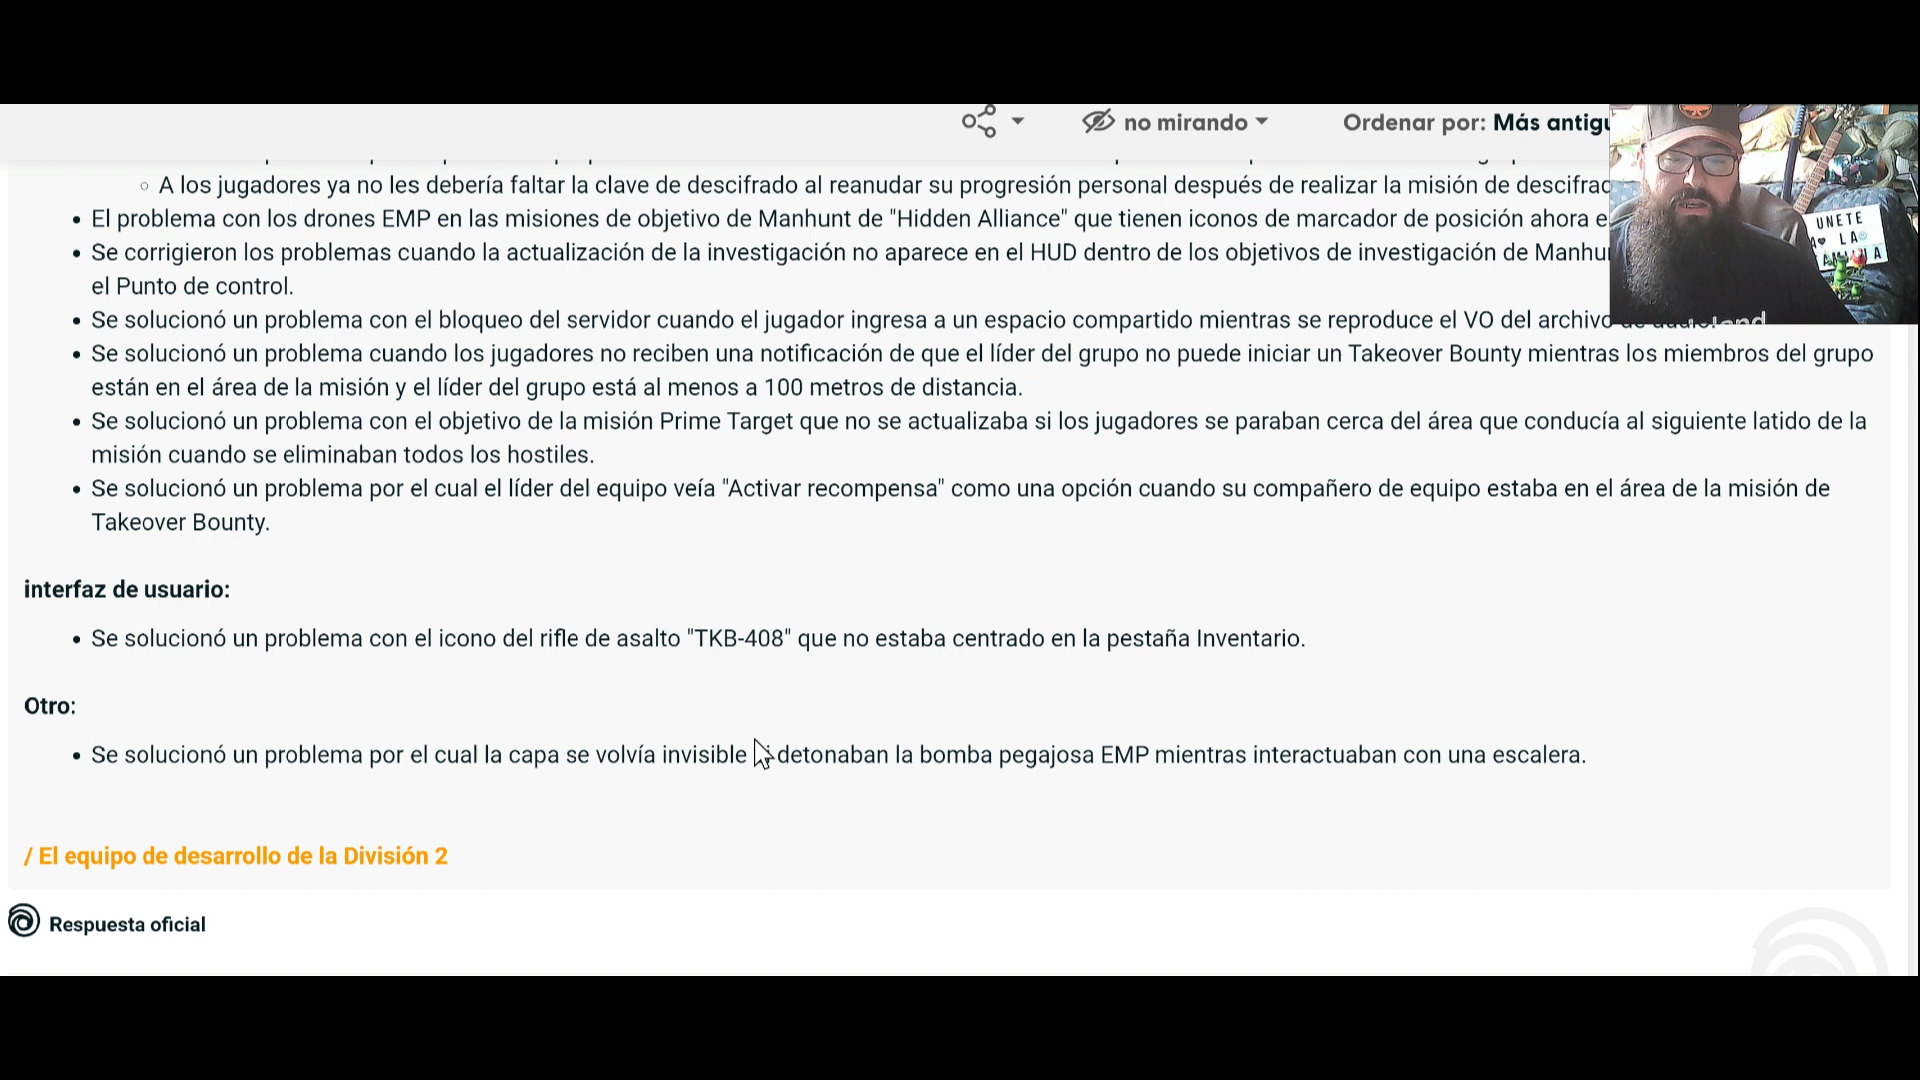 no mirando
Ordenar por: Más antigu
A los jugadores ya no les debería faltar la clave de descifrado al reanudar su progresión personal después de realizar la misión de descifrad
El problema con los drones EMP en las misiones de objetivo de Manhunt de "Hidden Alliance" que tienen iconos de marcador de posición ahora e
Se corrigieron los problemas cuando la actualización de la investigación no aparece en el HUD dentro de los objetivos de investigación de Manhu
el Punto de control.
Se solucionó un problema con el bloqueo del servidor cuando el jugador ingresa a un espacio compartido mientras se reproduce el VO del archivo de audio.
Se solucionó un problema cuando los jugadores no reciben una notificación de que el líder del grupo no puede iniciar un Takeover Bounty mientras los miembros del grupo
están en el área de la misión y el líder del grupo está al menos a 100 metros de distancia.
Se solucionó un problema con el objetivo de la misión Prime Target que no se actualizaba si los jugadores se paraban cerca del área que conducía al siguiente latido de la
misión cuando se eliminaban todos los hostiles.
Se solucionó un problema por el cual el líder del equipo veía "Activar recompensa" como una opción cuando su compañero de equipo estaba en el área de la misión de
Takeover Bounty.
interfaz de usuario:
Se solucionó un problema con el icono del rifle de asalto "TKB-408" que no estaba centrado en la pestaña Inventario.
Otro:
Se solucionó un problema por el cual la capa se volvía invisible detonaban la bomba pegajosa EMP mientras interactuaban con una escalera.
/ El equipo de desarrollo de la División 2
Respuesta oficial
UNETE
A LA